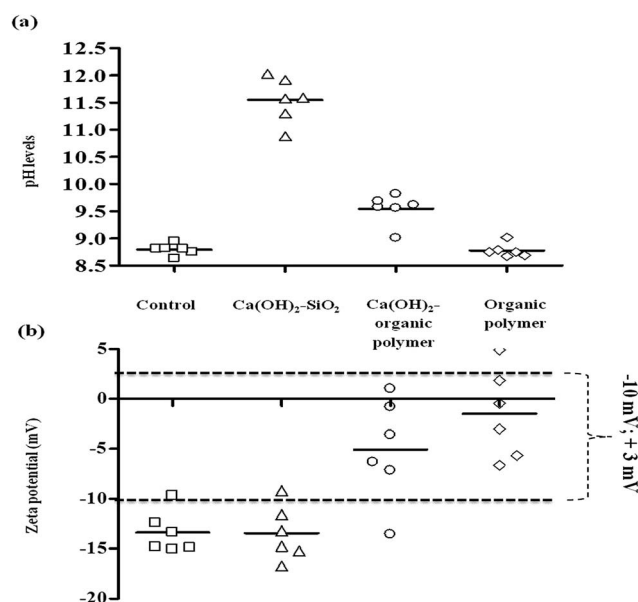 (a)
pH levels
12.5
12.0
11.5
11.0
10.0
9.5
9.0
8.5
Control
Ca(OH)₂-SiO₂
Ca(OH)₂-
organic
polymer
Organic
polymer
(b)
Zeta potential (mV)
5
0
-5
-10
-15
-20
-10 mV; + 3 mV